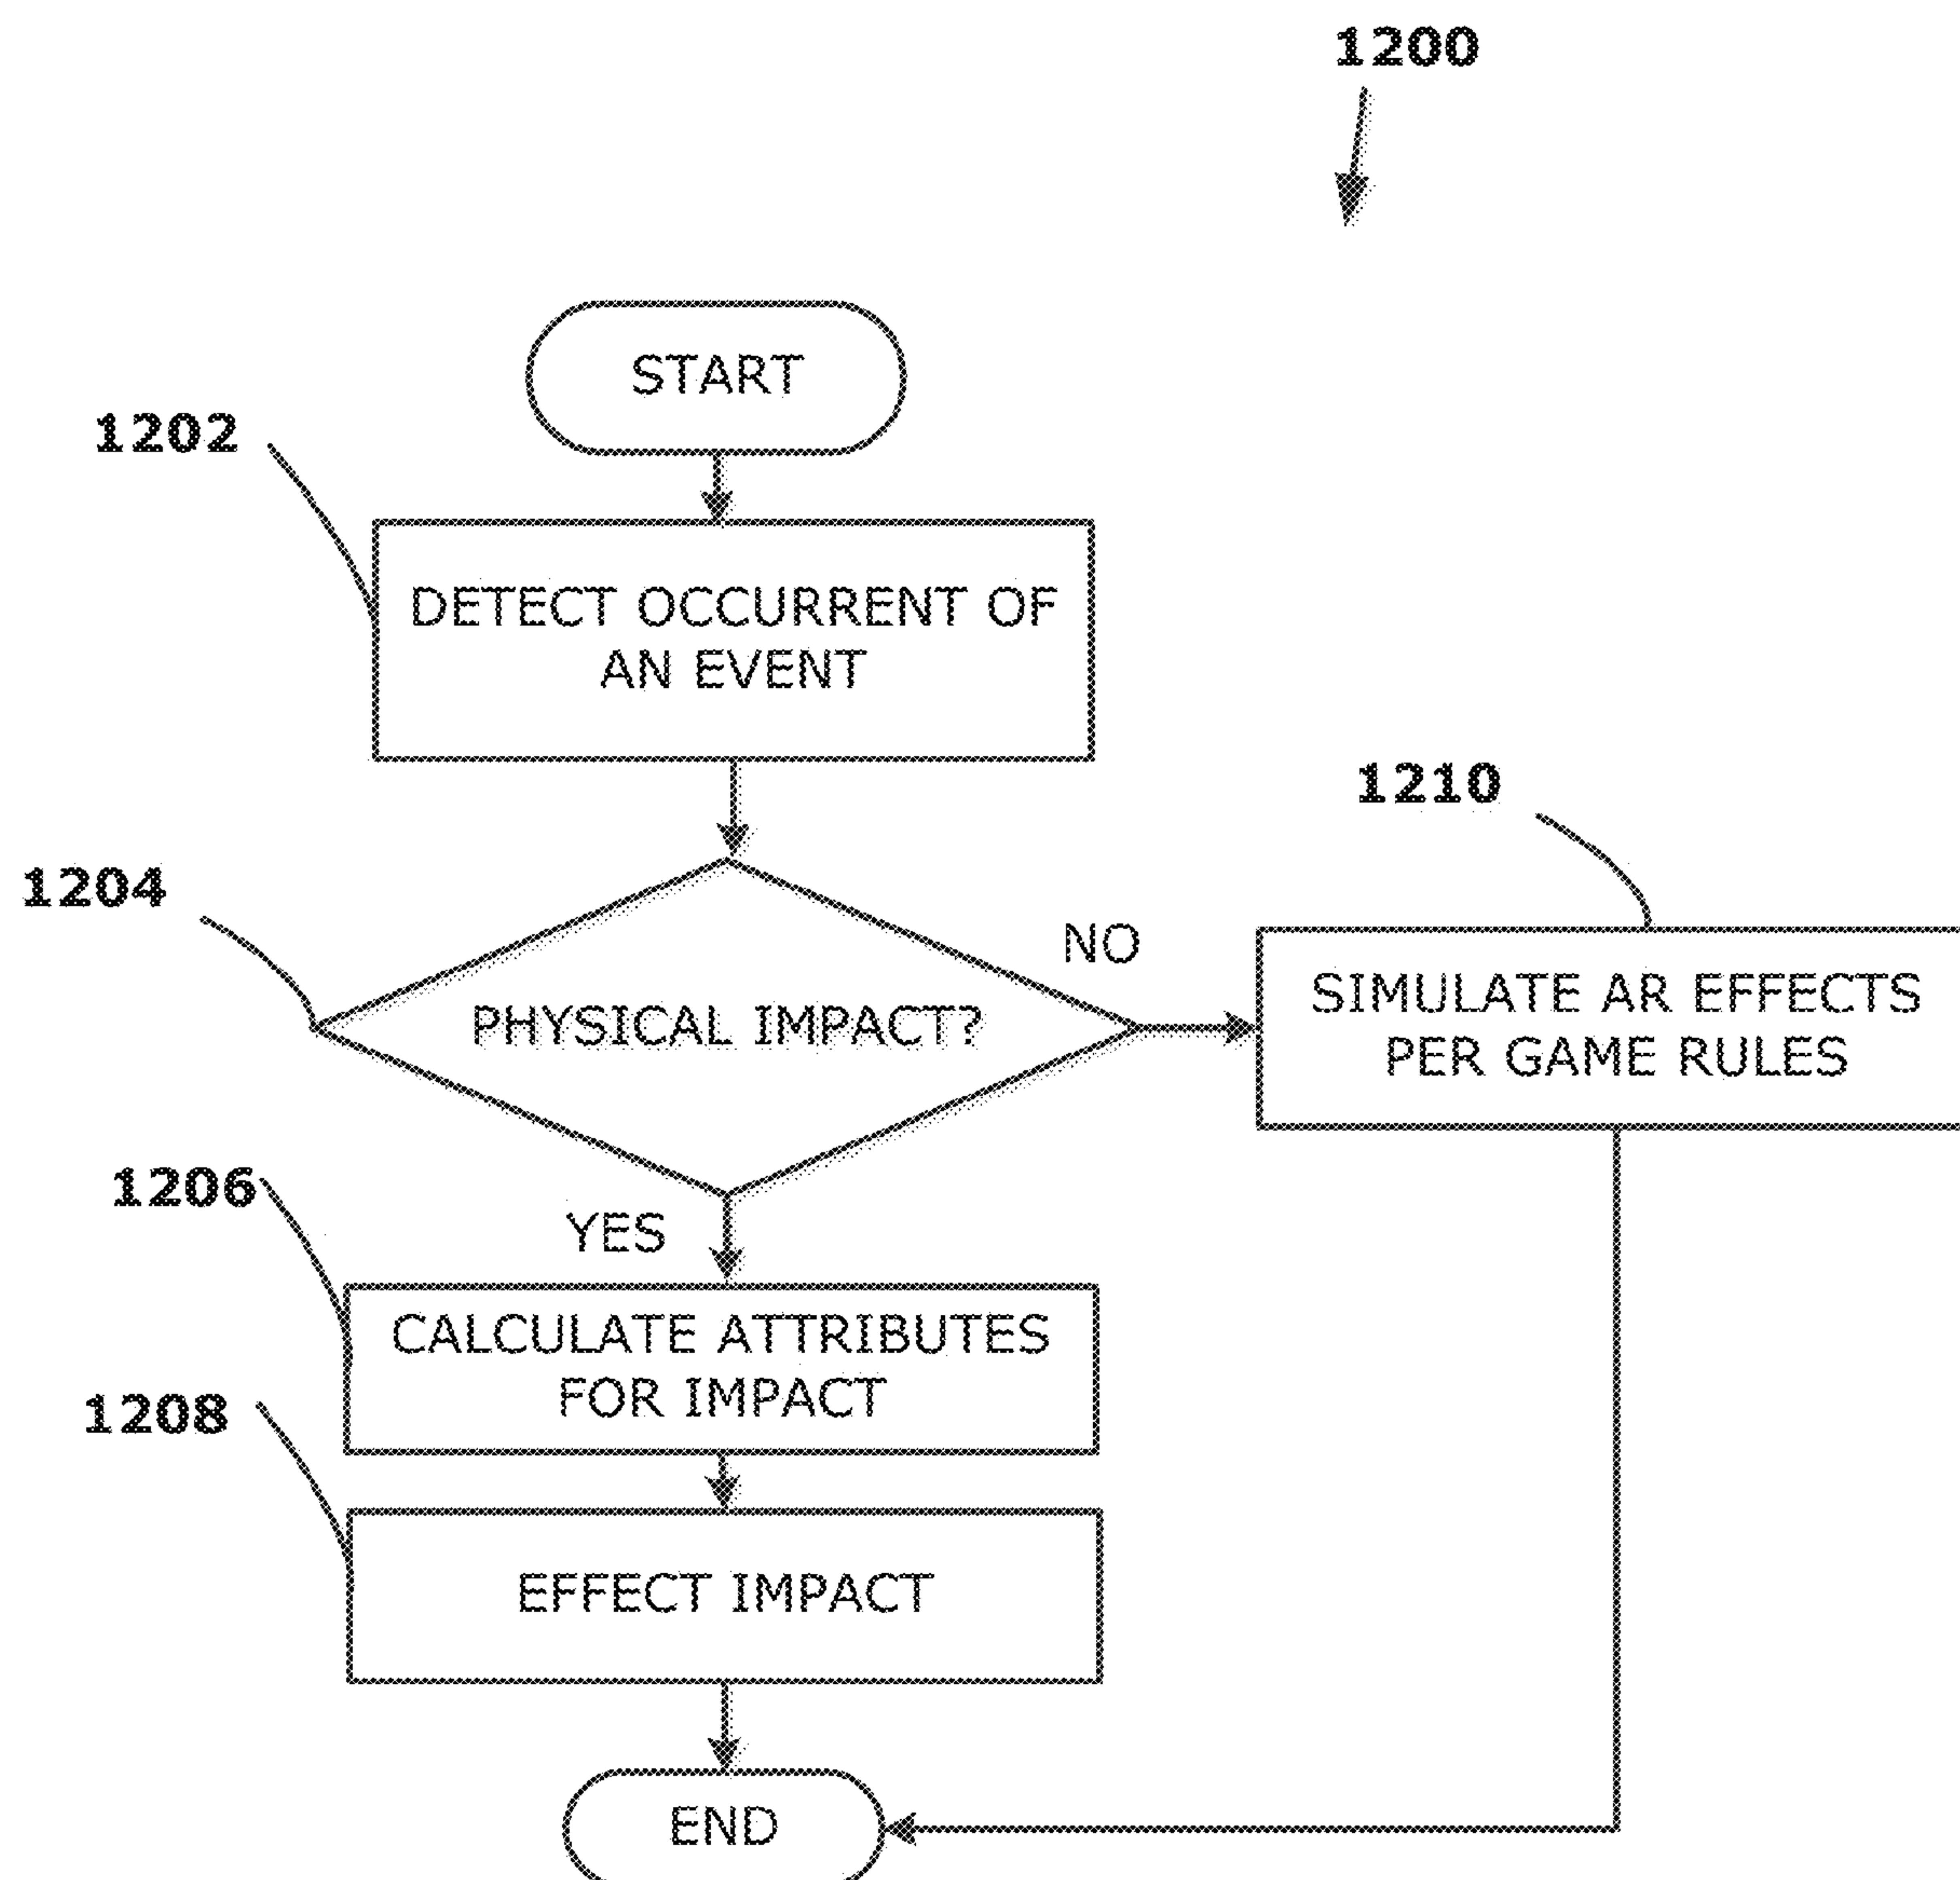 1200
START
1202
DETECT OCCURRENT OF
AN EVENT
1210
1204
NO
PHYSICAL IMPACT?
SIMULATE AR EFFECTS
PER GAME RULES
1206
YES
CALCULATE ATTRIBUTES
FOR IMPACT
1208
EFFECT IMPACT
END